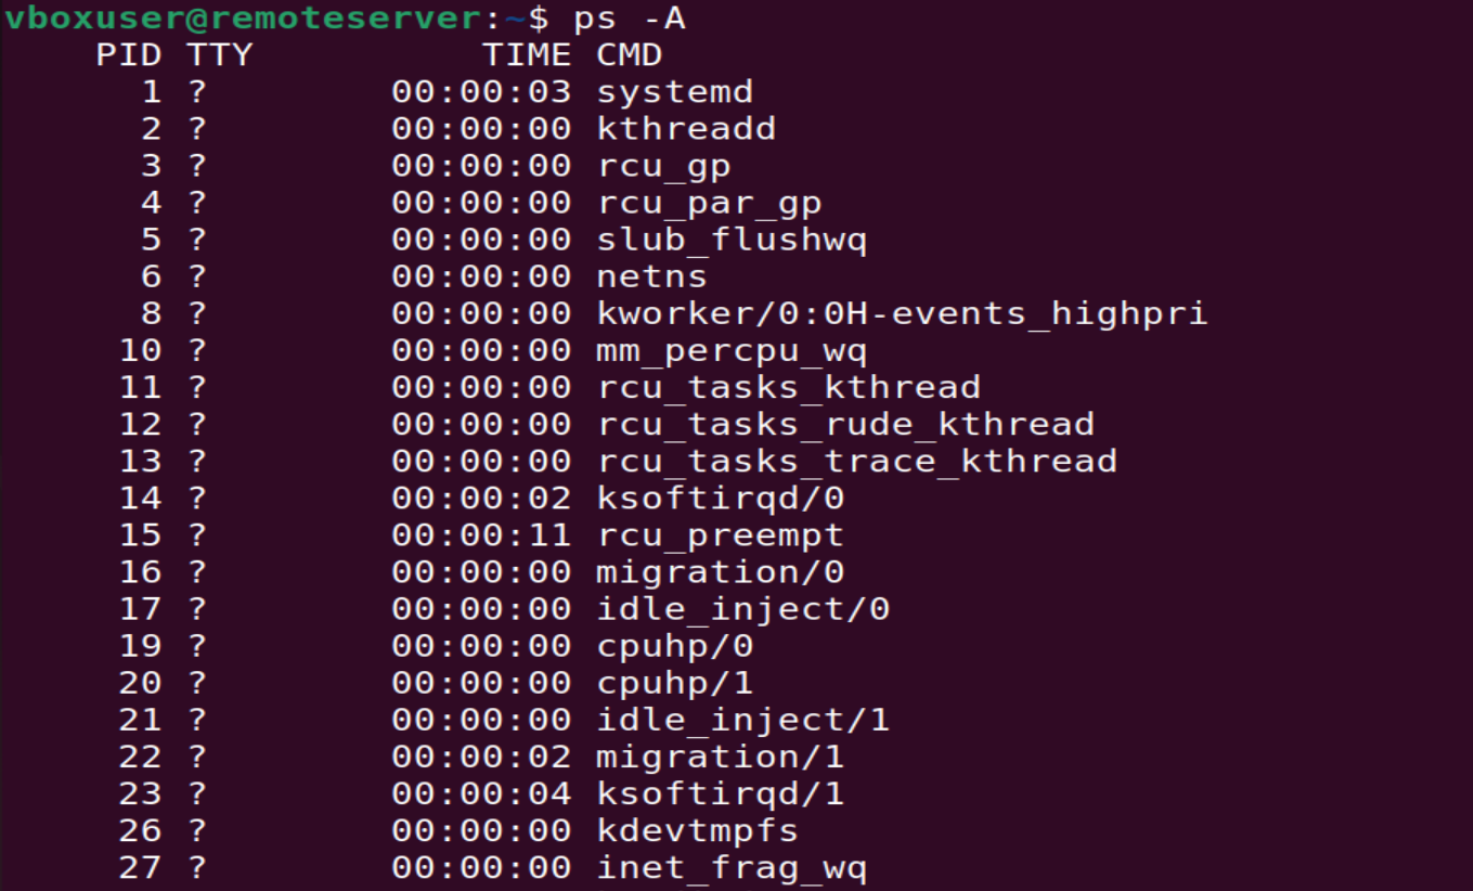 vboxuser@remoteserver:~$ ps -A
    PID TTY          TIME CMD
      1 ?        00:00:03 systemd
      2 ?        00:00:00 kthreadd
      3 ?        00:00:00 rcu_gp
      4 ?        00:00:00 rcu_par_gp
      5 ?        00:00:00 slub_flushwq
      6 ?        00:00:00 netns
      8 ?        00:00:00 kworker/0:0H-events_highpri
     10 ?        00:00:00 mm_percpu_wq
     11 ?        00:00:00 rcu_tasks_kthread
     12 ?        00:00:00 rcu_tasks_rude_kthread
     13 ?        00:00:00 rcu_tasks_trace_kthread
     14 ?        00:00:02 ksoftirqd/0
     15 ?        00:00:11 rcu_preempt
     16 ?        00:00:00 migration/0
     17 ?        00:00:00 idle_inject/0
     19 ?        00:00:00 cpuhp/0
     20 ?        00:00:00 cpuhp/1
     21 ?        00:00:00 idle_inject/1
     22 ?        00:00:02 migration/1
     23 ?        00:00:04 ksoftirqd/1
     26 ?        00:00:00 kdevtmpfs
     27 ?        00:00:00 inet_frag_wq